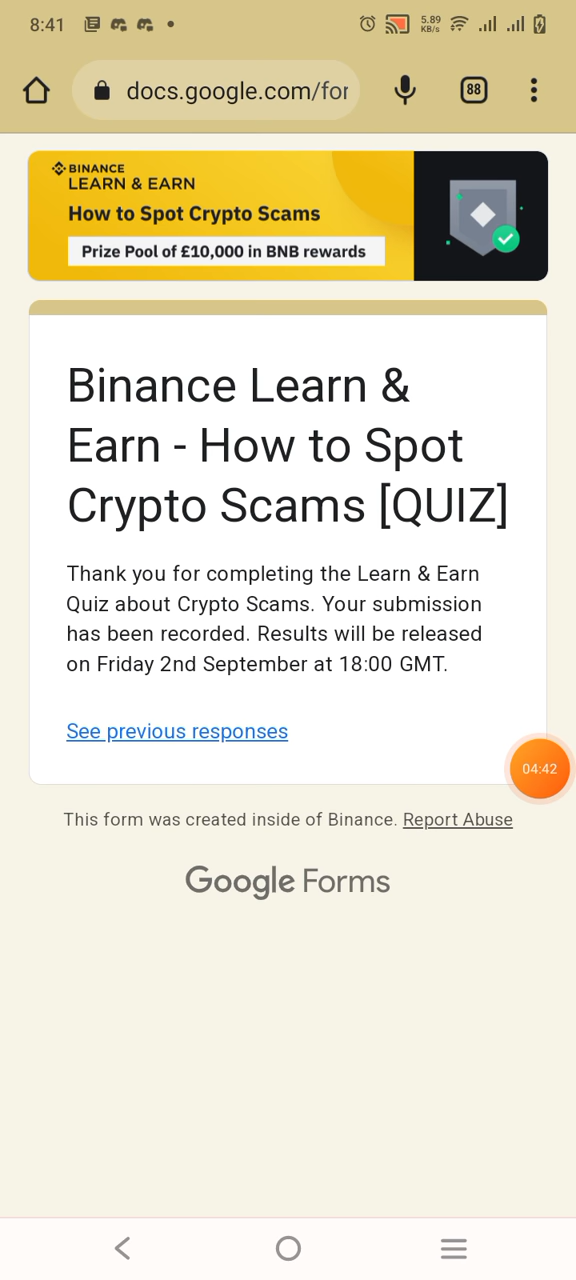 8:41
5.89
KB/s
docs.google.com/for
88
BINANCE
LEARN & EARN
How to Spot Crypto Scams
Prize Pool of £10,000 in BNB rewards
Binance Learn &
Earn - How to Spot
Crypto Scams [QUIZ]
Thank you for completing the Learn & Earn
Quiz about Crypto Scams. Your submission
has been recorded. Results will be released
on Friday 2nd September at 18:00 GMT.
See previous responses
04:42
This form was created inside of Binance. Report Abuse
Google Forms